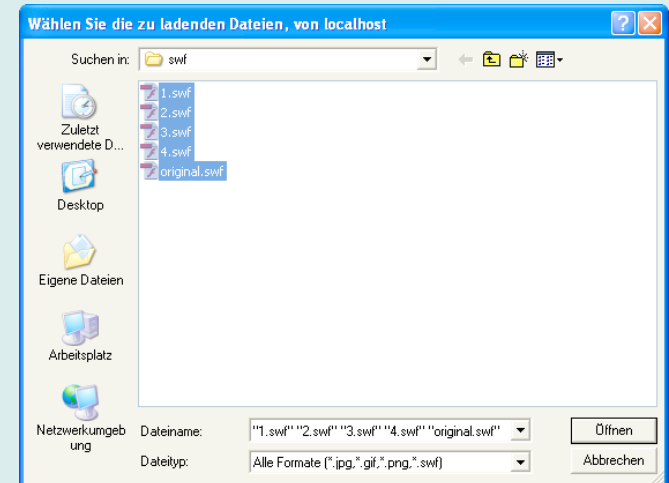 Wählen Sie die zu ladenden Dateien, von localhost
Suchen in: swf
1.swf
2.swf
3.swf
4.swf
original.swf
Zuletzt
verwendete D...
Desktop
Eigene Dateien
Arbeitsplatz
Netzwerkumgeb
ung
Dateiname: "1.swf" "2.swf" "3.swf" "4.swf" "original.swf" Öffnen
Dateityp: Alle Formate (*.jpg,*.gif,*.png,*.swf) Abbrechen